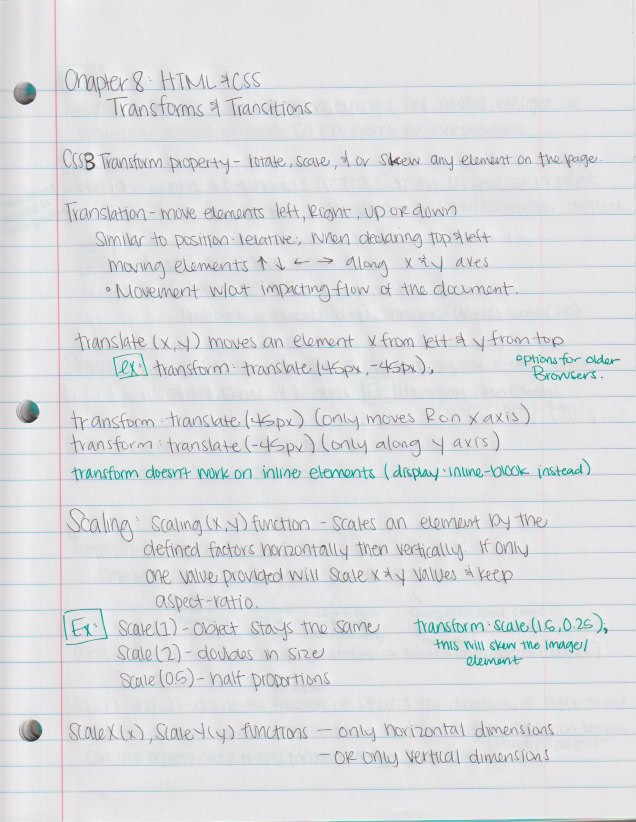 Chapter 8: HTML & CSS
Transforms & Transitions
CSS3 Transform property - rotate, scale, & or skew any element on the page.
Translation - move elements left, Right, up or down
Similar to position: relative; when declaring top & left
moving elements ↑ ↓ ← → along x & y axes
• Movement w/out impacting flow of the document.
translate (x, y) moves an element x from left & y from top
ex: transform: translate (45px, -45px);
options for older
Browsers.
transform: translate (45px) (only moves R on x axis)
transform: translate (-45px) (only along y axis)
transform doesn't work on inline elements (display: inline-block instead)
Scaling: Scaling (x, y) function - scales an element by the
defined factors horizontally then vertically. If only
one value provided will scale x & y values & keep
aspect-ratio.
Ex: scale(1) - object stays the same
scale(2) - doubles in size
scale(0.5) - half proportions
transform: scale(1.5, 0.25);
this will skew the image/
element
ScaleX(x), ScaleY(y) functions - only horizontal dimensions
- OR only vertical dimensions